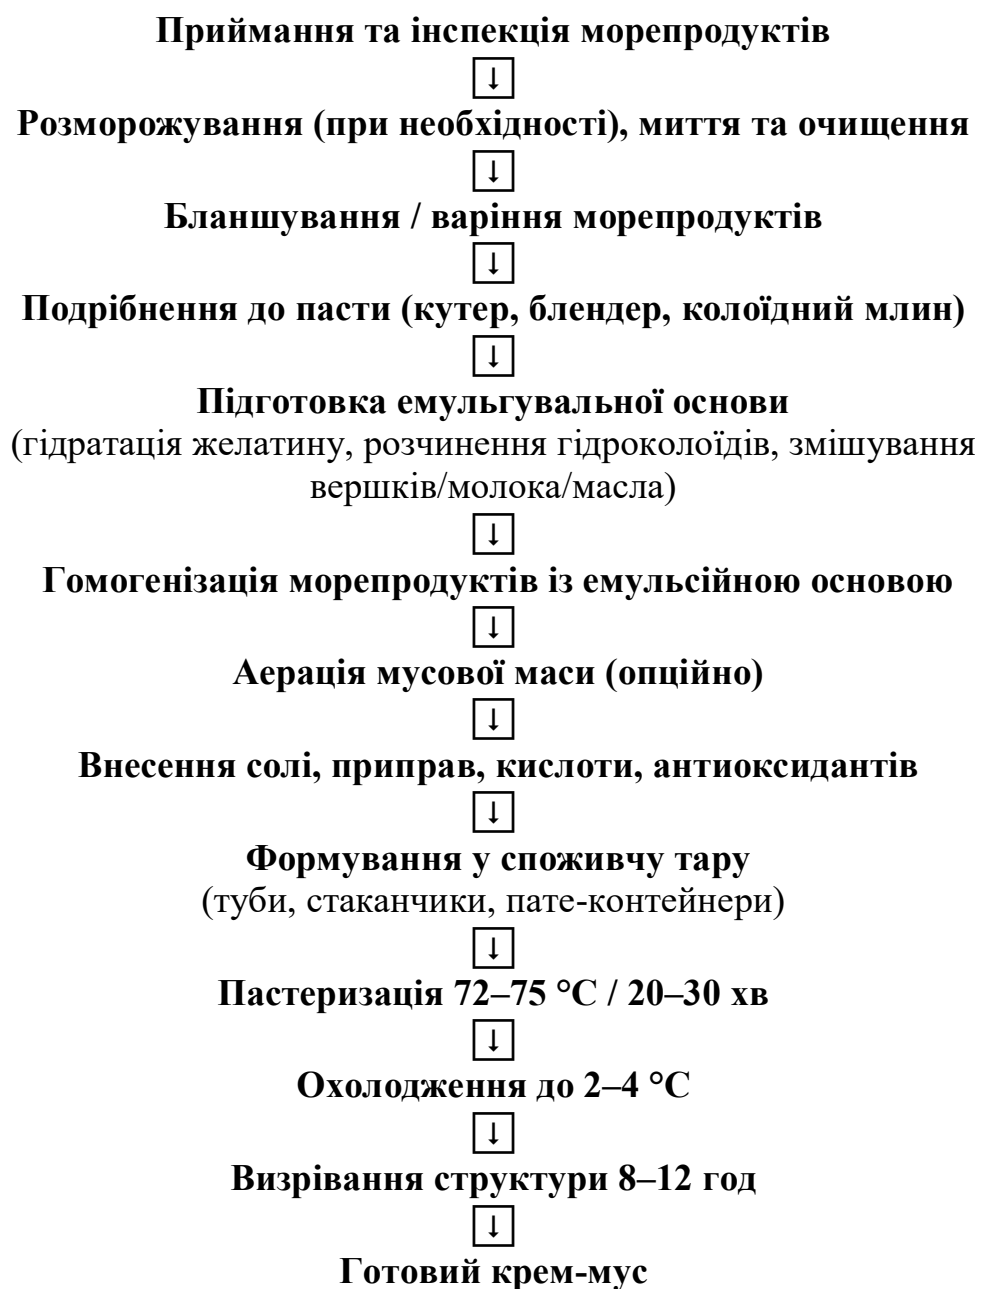 Приймання та інспекція морепродуктів
↓
Розморожування (при необхідності), миття та очищення
↓
Бланшування / варіння морепродуктів
↓
Подрібнення до пасти (кутер, блендер, колоїдний млин)
↓
Підготовка емульгувальної основи
(гідратація желатину, розчинення гідроколоїдів, змішування
вершків/молока/масла)
↓
Гомогенізація морепродуктів із емульсійною основою
↓
Аерація мусової маси (опційно)
↓
Внесення солі, приправ, кислоти, антиоксидантів
↓
Формування у споживчу тару
(туби, стаканчики, пате-контейнери)
↓
Пастеризація 72–75 °C / 20–30 хв
↓
Охолодження до 2–4 °C
↓
Визрівання структури 8–12 год
↓
Готовий крем-мус